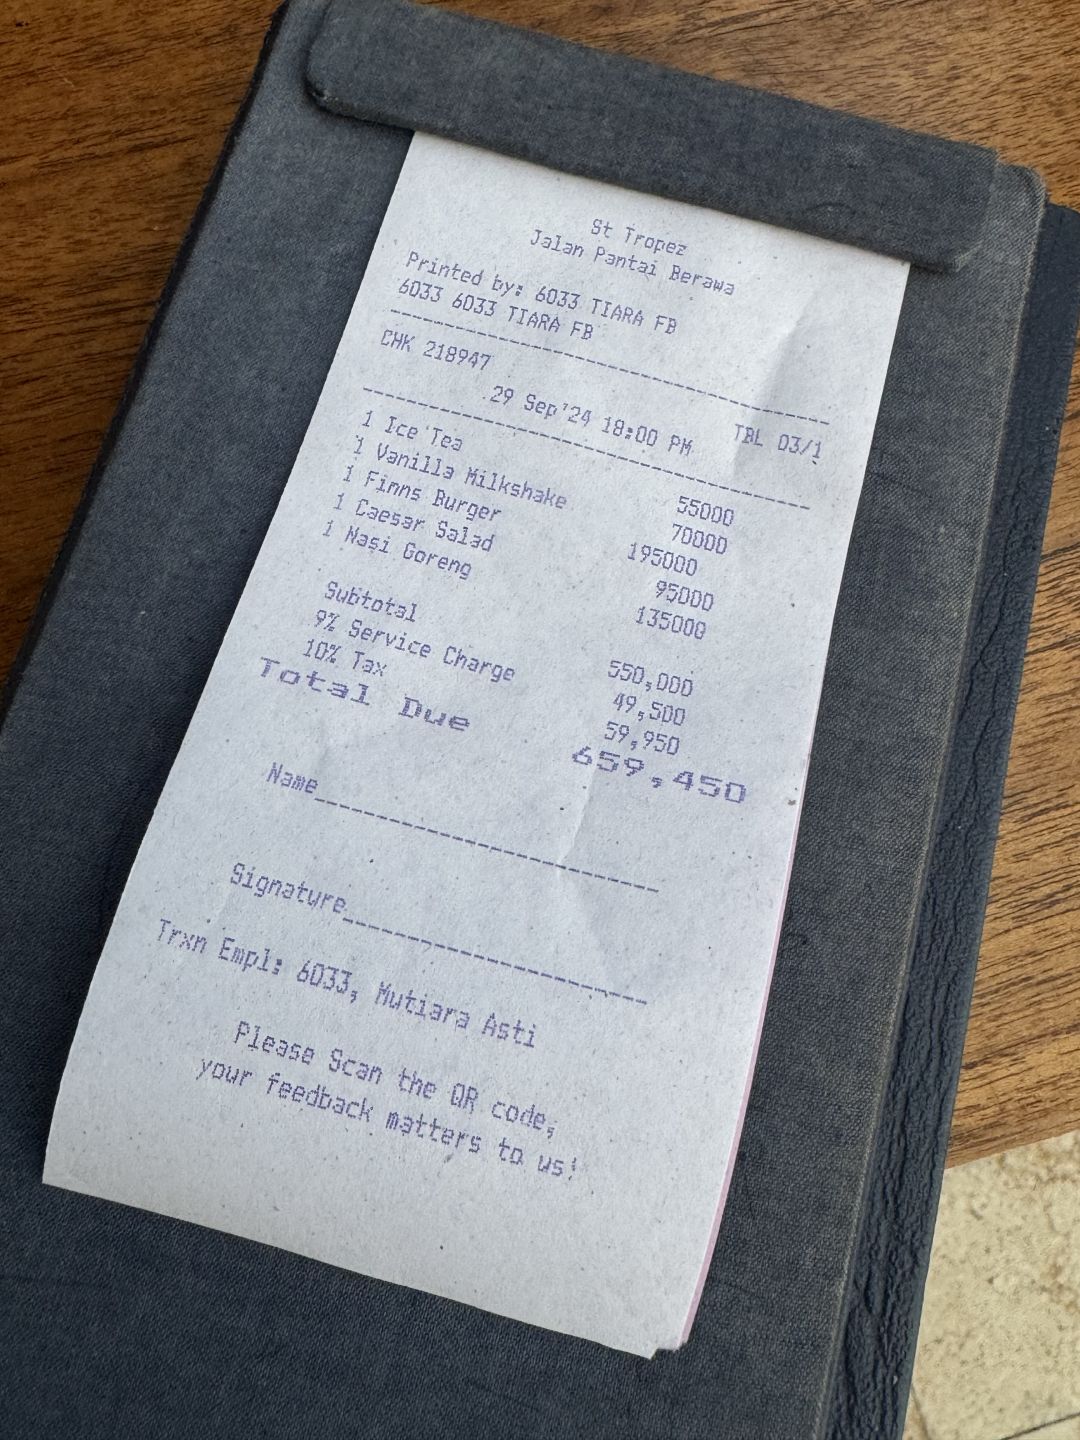 St Tropez
Jalan Pantai Berawa
Printed by: 6033 TIARA FB
6033 6033 TIARA FB
CHK 218947 TBL 03/1
29 Sep'24 18:00 PM
1 Ice Tea 55000
1 Vanilla Milkshake 70000
1 Finns Burger 195000
1 Caesar Salad 95000
1 Nasi Goreng 135000
Subtotal 550,000
9% Service Charge 49,500
10% Tax 59,950
Total Due 659,450
Name
Signature
Trxn Empl: 6033, Mutiara Asti
Please Scan the QR code,
your feedback matters to us!